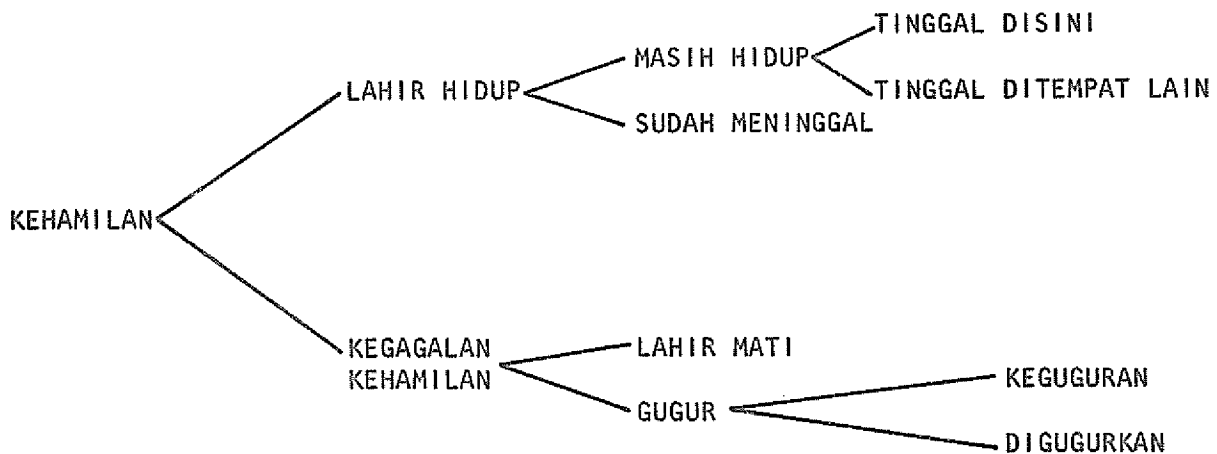 TINGGAL DISINI
MASIH HIDUP
LAHIR HIDUP
TINGGAL DITEMPAT LAIN
SUDAH MENINGGAL
KEHAMILAN
KEGAGALAN
KEHAMILAN
LAHIR MATI
KEGUGURAN
GUGUR
DIGUGURKAN